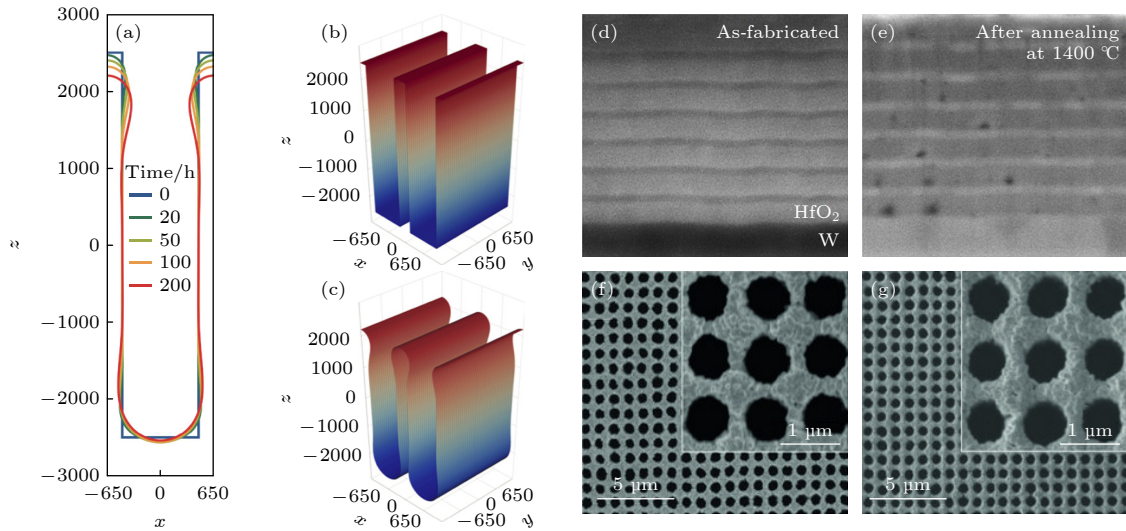 (a)
3000
2000
1000
0
−1000
−2000
−3000
z
Time/h
0
20
50
100
200
−650
0
650
x
(b)
2000
1000
0
−1000
−2000
z
−650
0
650
x
−650
0
650
y
(c)
2000
1000
0
−1000
−2000
z
−650
0
650
x
−650
0
650
y
(d)
As-fabricated
HfO₂
W
(e)
After annealing
at 1400 ℃
(f)
1 µm
5 µm
(g)
1 µm
5 µm